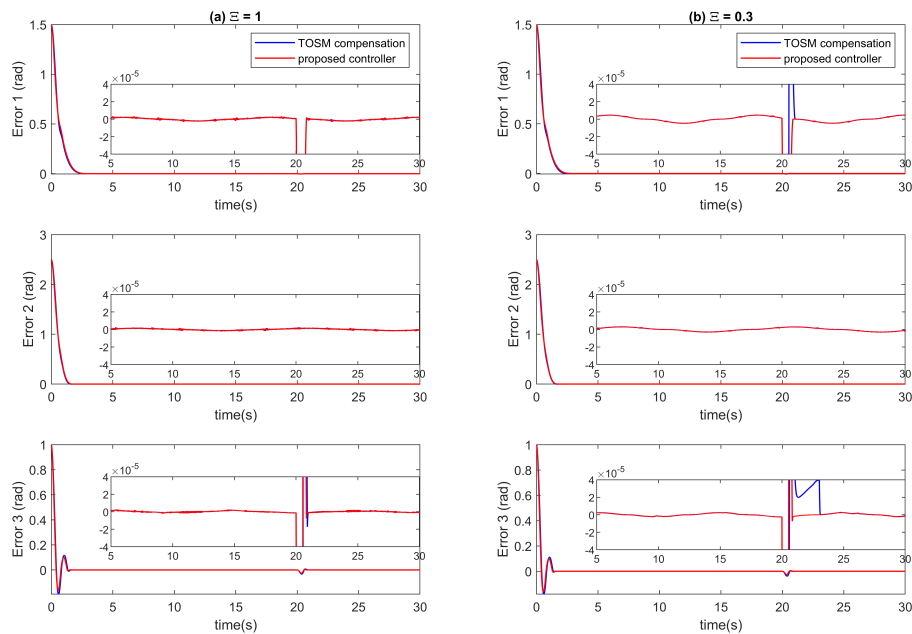 (a) Ξ = 1
1.5
1
0.5
0
Error 1 (rad)
TOSM compensation
proposed controller
×10⁻⁵
4
2
0
-2
-4
5 10 15 20 25 30
0 5 10 15 20 25 30
time(s)
(b) Ξ = 0.3
1.5
1
0.5
0
Error 1 (rad)
TOSM compensation
proposed controller
×10⁻⁵
4
2
0
-2
-4
5 10 15 20 25 30
0 5 10 15 20 25 30
time(s)
3
2
1
0
Error 2 (rad)
×10⁻⁵
4
2
0
-2
-4
5 10 15 20 25 30
0 5 10 15 20 25 30
time(s)
3
2
1
0
Error 2 (rad)
×10⁻⁵
4
2
0
-2
-4
5 10 15 20 25 30
0 5 10 15 20 25 30
time(s)
1
0.8
0.6
0.4
0.2
0
Error 3 (rad)
×10⁻⁵
4
2
0
-2
-4
5 10 15 20 25 30
0 5 10 15 20 25 30
time(s)
1
0.8
0.6
0.4
0.2
0
Error 3 (rad)
×10⁻⁵
4
2
0
-2
-4
5 10 15 20 25 30
0 5 10 15 20 25 30
time(s)